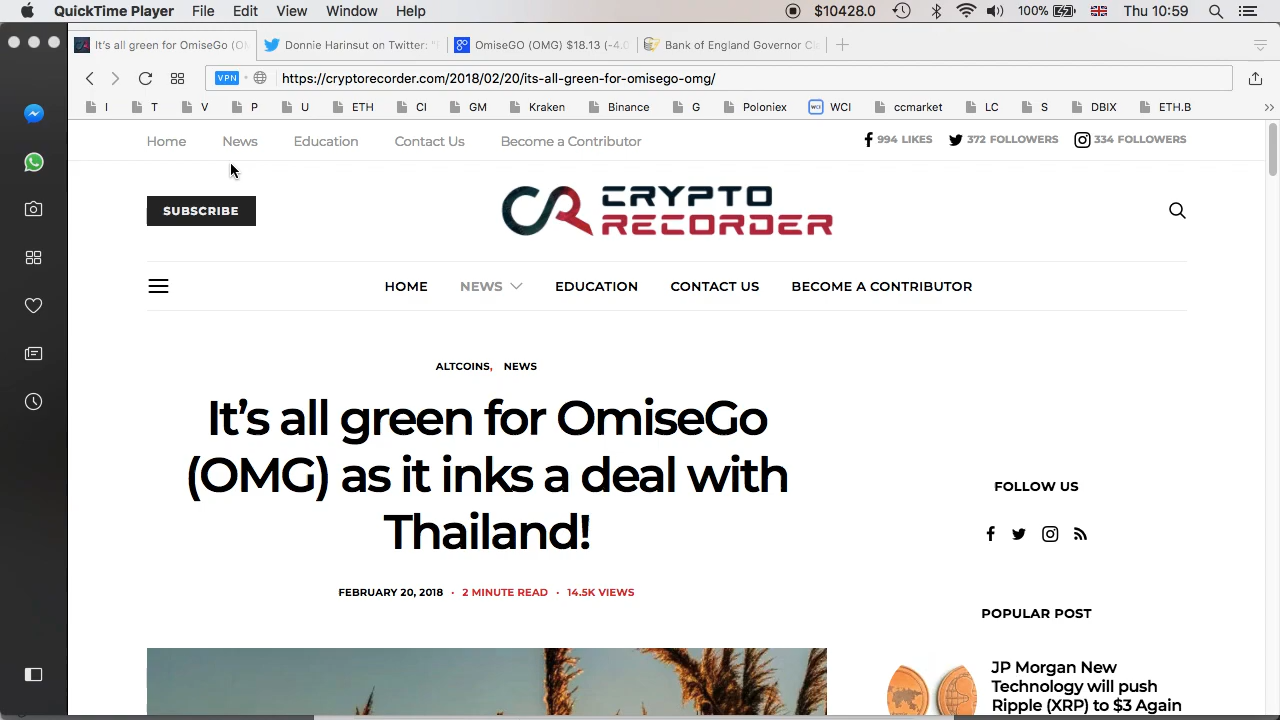 QuickTime Player File Edit View Window Help $10428.0 100% Thu 10:59
It's all green for OmiseGo (OM Donnie Hamhut on Twitter: "F OmiseGO (OMG) $18.13 (-4.0 Bank of England Governor Cl
VPN https://cryptorecorder.com/2018/02/20/its-all-green-for-omisego-omg/
I T V P U ETH CI GM Kraken Binance G Poloniex WCI WCI ccmarket LC S DBIX ETH.B
Home News Education Contact Us Become a Contributor 994 LIKES 372 FOLLOWERS 334 FOLLOWERS
SUBSCRIBE
CRYPTO
RECORDER
HOME NEWS EDUCATION CONTACT US BECOME A CONTRIBUTOR
ALTCOINS, NEWS
It's all green for OmiseGo
(OMG) as it inks a deal with
Thailand!
FOLLOW US
FEBRUARY 20, 2018 · 2 MINUTE READ · 14.5K VIEWS
POPULAR POST
JP Morgan New
Technology will push
Ripple (XRP) to $3 Again